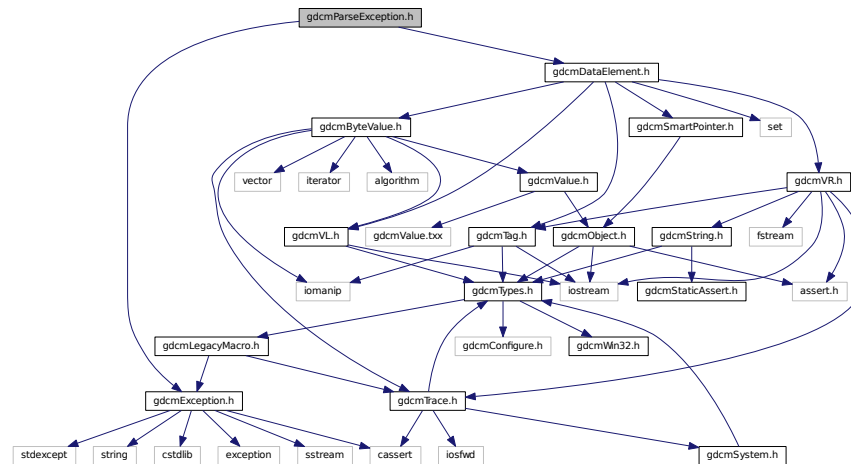 gdcmParseException.h
gdcmDataElement.h
gdcmByteValue.h
gdcmSmartPointer.h
set
vector
iterator
algorithm
gdcmValue.h
gdcmVR.h
gdcmVL.h
gdcmValue.txx
gdcmTag.h
gdcmObject.h
gdcmString.h
fstream
iomanip
gdcmTypes.h
iostream
gdcmStaticAssert.h
assert.h
gdcmLegacyMacro.h
gdcmConfigure.h
gdcmWin32.h
gdcmException.h
gdcmTrace.h
stdexcept
string
cstdlib
exception
sstream
cassert
iosfwd
gdcmSystem.h